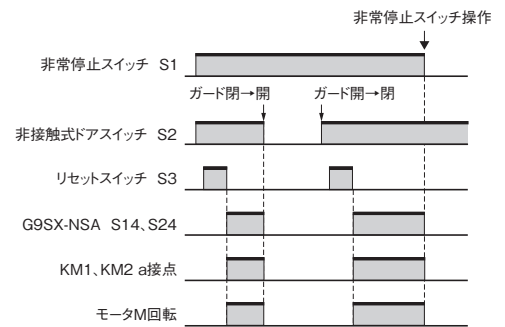 非常停止スイッチ操作
非常停止スイッチ S1
ガード閉→開 ガード開→閉
非接触式ドアスイッチ S2
リセットスイッチ S3
G9SX-NSA S14、S24
KM1、KM2 a接点
モータM回転